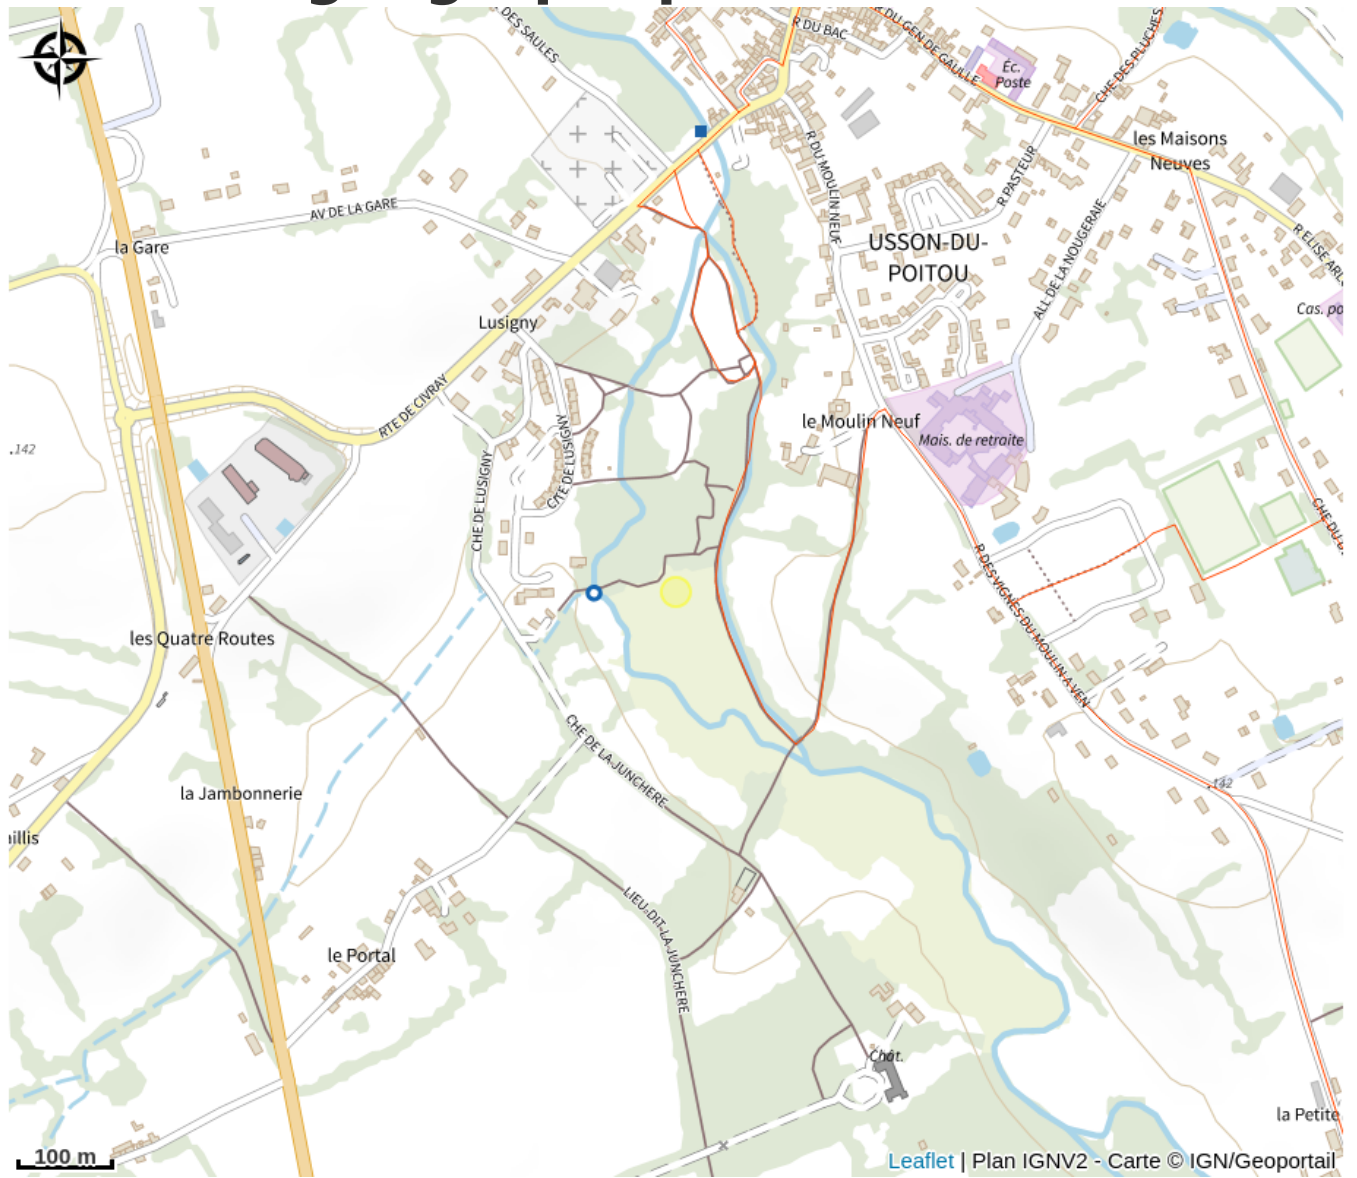 DES SAULES
R DU BAC
R DU GEN DE GAULLE
Éc.
Poste
CHE DES PLUCHES
les Maisons
Neuves
R DU MOULIN NEUF
R PASTEUR
AV DE LA GARE
la Gare
USSON-DU-
POITOU
ALL DE LA NOUGERAIE
R ELISE ARL
Cas. po
Lusigny
RTE DE CIVRAY
le Moulin Neuf
Mais. de retraite
.142
CHE DE LUSIGNY
CITE DE LUSIGNY
CHE DU B
R DES VIGNES DU MOULIN A VEN
les Quatre Routes
CHE DE LA JUNCHERE
.142
la Jambonnerie
aillis
LIEU-DIT-LA JUNCHERE
le Portal
Chât.
la Petite
100 m
Leaflet | Plan IGNV2 - Carte © IGN/Geoportail